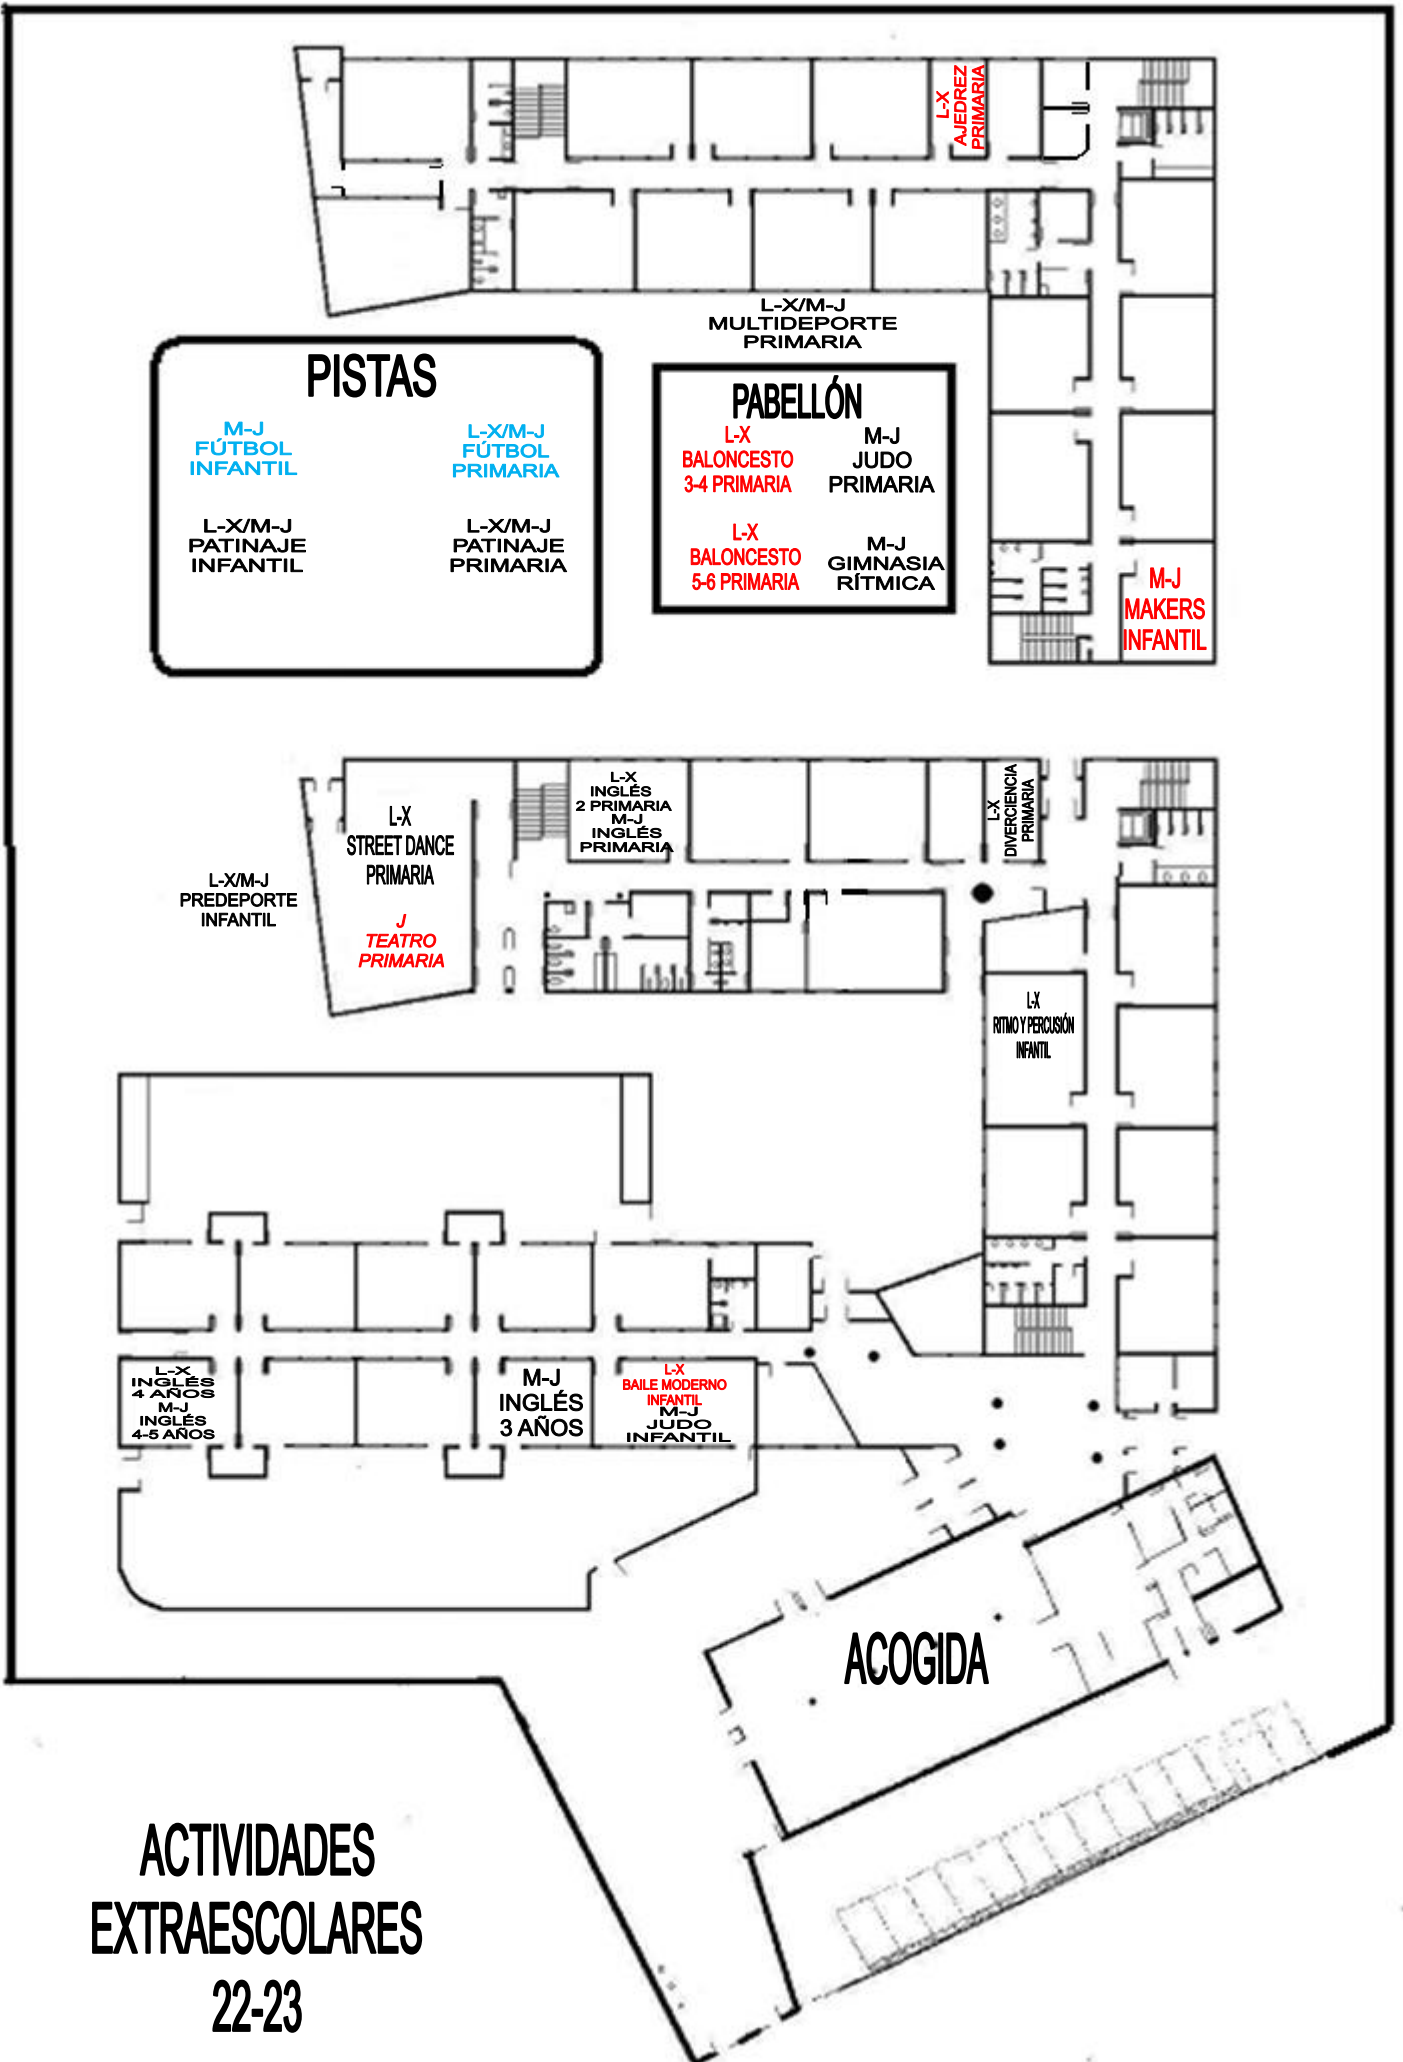 L-X
AJEDREZ
PRIMARIA
L-X/M-J
MULTIDEPORTE
PRIMARIA
PISTAS
M-J
FÚTBOL
INFANTIL
L-X/M-J
FÚTBOL
PRIMARIA
L-X/M-J
PATINAJE
INFANTIL
L-X/M-J
PATINAJE
PRIMARIA
PABELLÓN
L-X
BALONCESTO
3-4 PRIMARIA
M-J
JUDO
PRIMARIA
L-X
BALONCESTO
5-6 PRIMARIA
M-J
GIMNASIA
RÍTMICA
M-J
MAKERS
INFANTIL
L-X
STREET DANCE
PRIMARIA
J
TEATRO
PRIMARIA
L-X/M-J
PREDEPORTE
INFANTIL
L-X
INGLÉS
2 PRIMARIA
M-J
INGLÉS
PRIMARIA
L-X
DIVERCIENCIA
PRIMARIA
L-X
RITMO Y PERCUSIÓN
INFANTIL
L-X
INGLÉS
4 AÑOS
M-J
INGLÉS
4-5 AÑOS
M-J
INGLÉS
3 AÑOS
L-X
BAILE MODERNO
INFANTIL
M-J
JUDO
INFANTIL
ACOGIDA
ACTIVIDADES
EXTRAESCOLARES
22-23